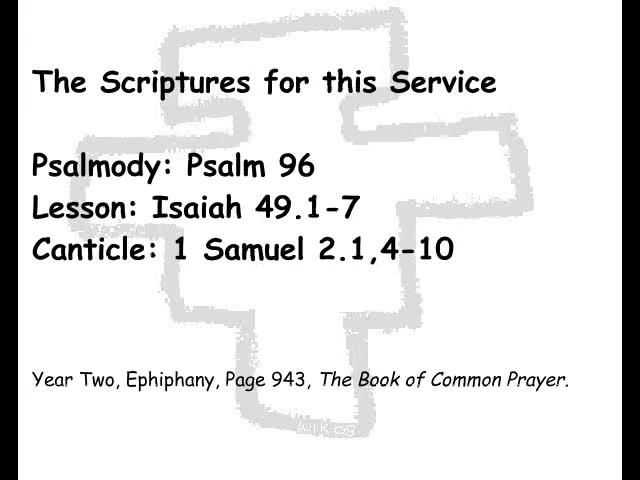 The Scriptures for this Service
Psalmody: Psalm 96
Lesson: Isaiah 49.1-7
Canticle: 1 Samuel 2.1,4-10
Year Two, Ephiphany, Page 943, The Book of Common Prayer.